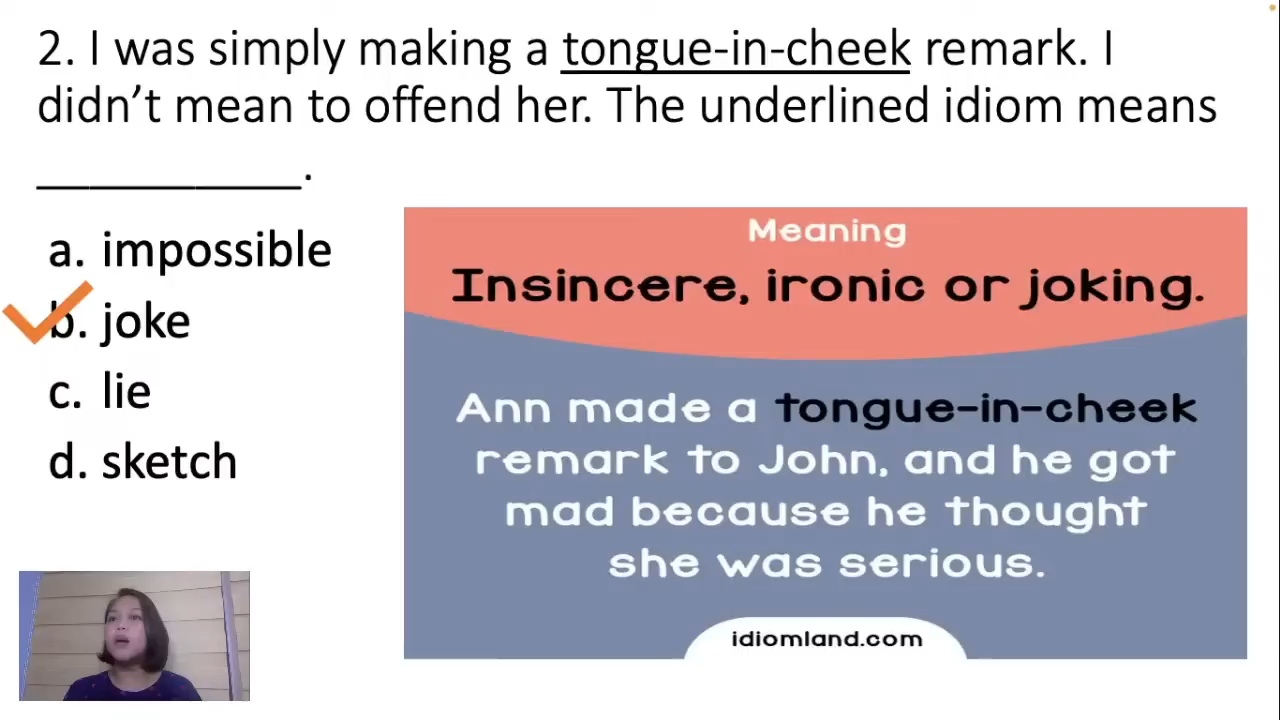 2. I was simply making a tongue-in-cheek remark. I
didn’t mean to offend her. The underlined idiom means
__________.
a. impossible
b. joke
c. lie
d. sketch
Meaning
Insincere, ironic or joking.
Ann made a tongue-in-cheek
remark to John, and he got
mad because he thought
she was serious.
idiomland.com